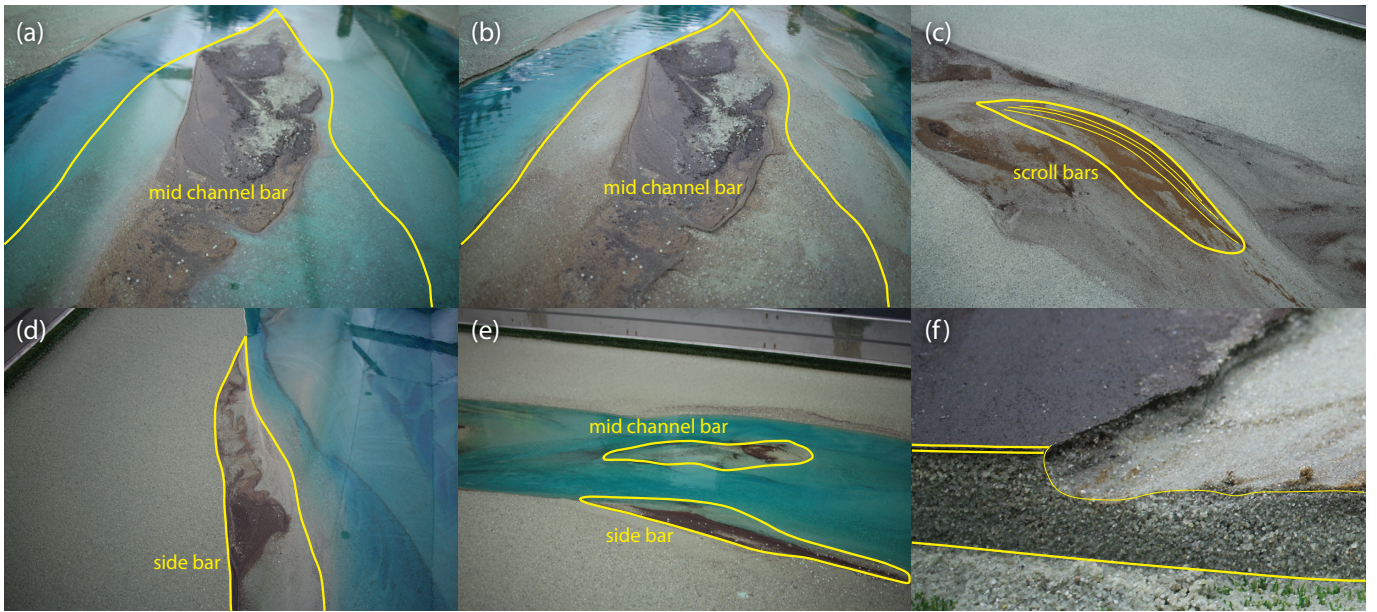 (a)
mid channel bar
(b)
mid channel bar
(c)
scroll bars
(d)
side bar
(e)
mid channel bar
side bar
(f)